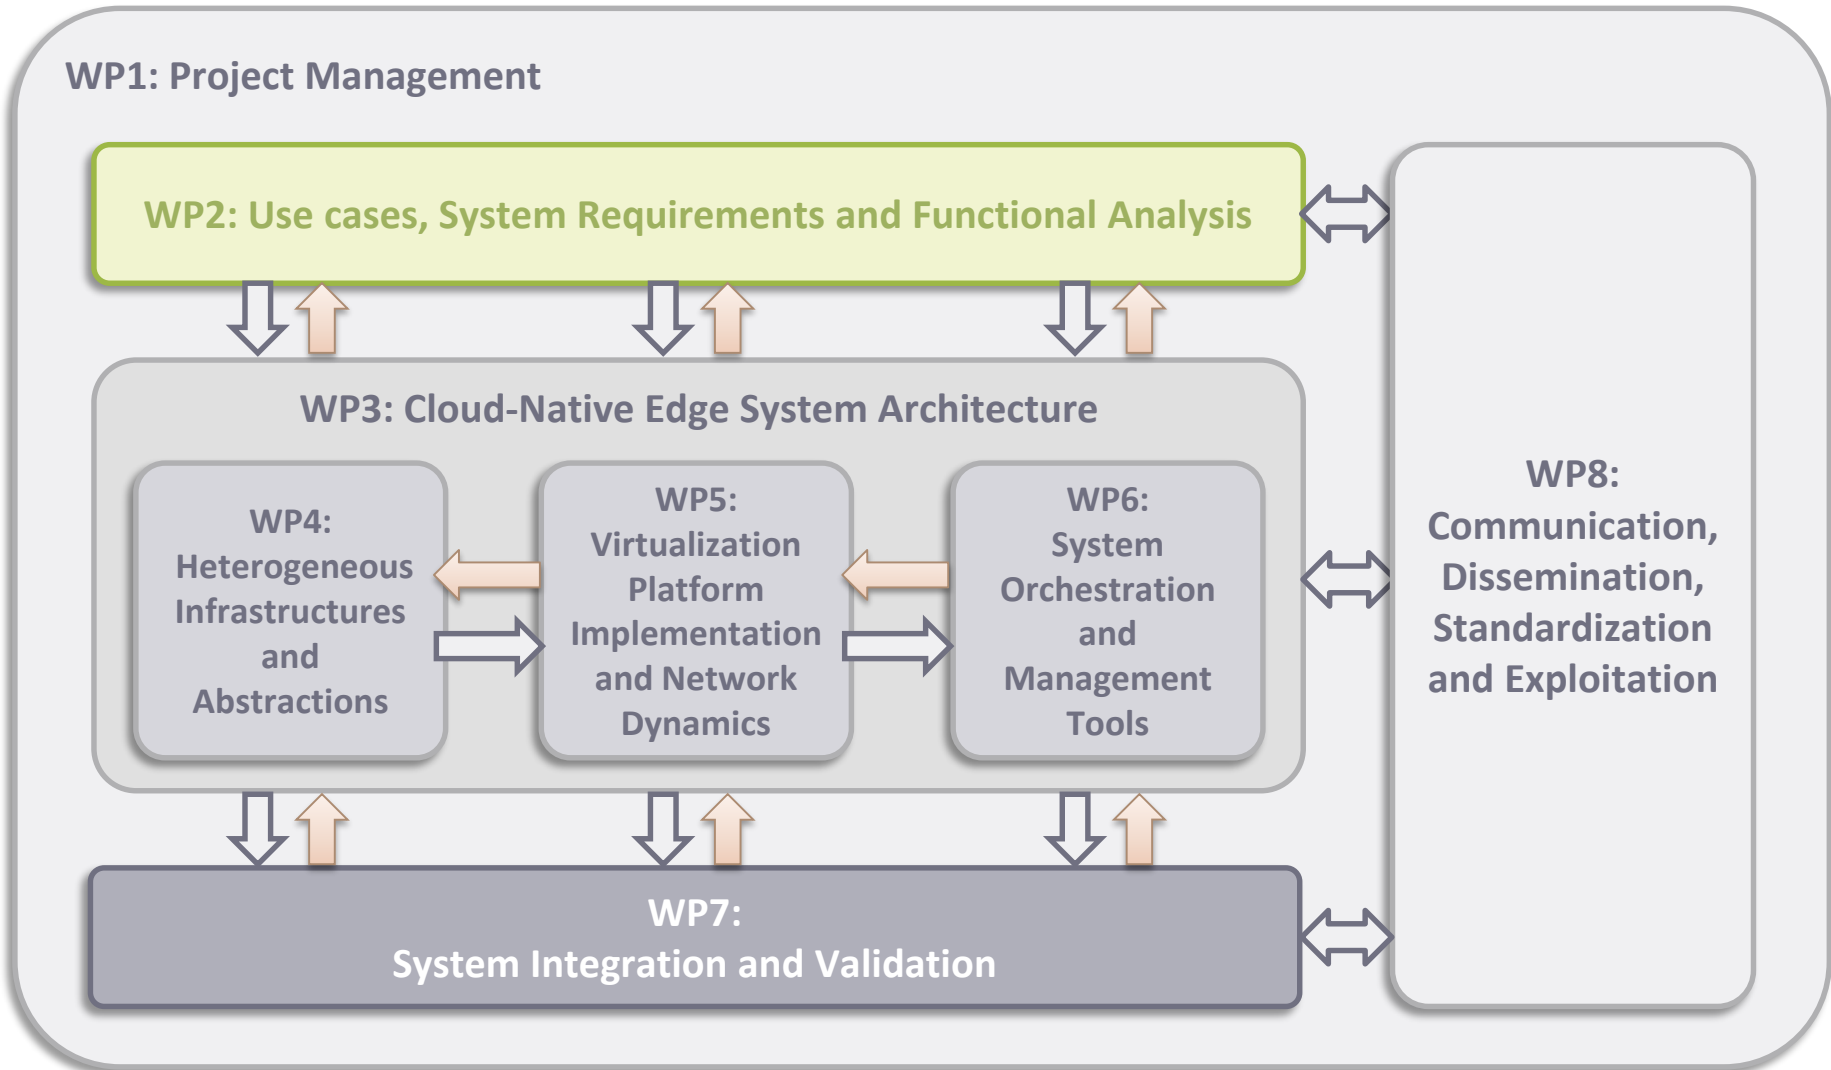 WP1: Project Management
WP2: Use cases, System Requirements and Functional Analysis
WP3: Cloud-Native Edge System Architecture
WP4:
Heterogeneous
Infrastructures
and
Abstractions
WP5:
Virtualization
Platform
Implementation
and Network
Dynamics
WP6:
System
Orchestration
and
Management
Tools
WP7:
System Integration and Validation
WP8:
Communication,
Dissemination,
Standardization
and Exploitation